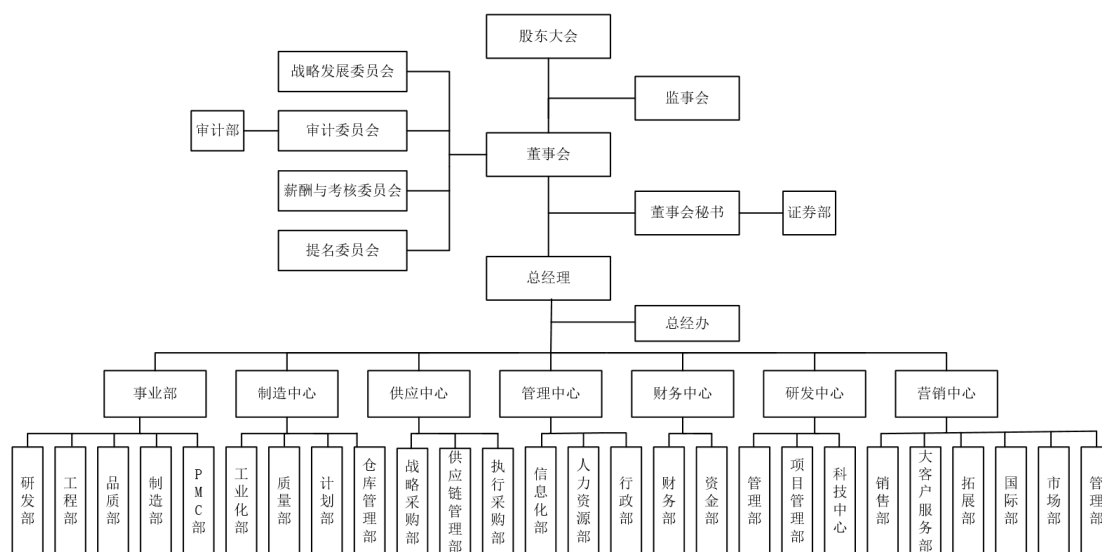 股东大会
战略发展委员会
监事会
审计部
审计委员会
董事会
薪酬与考核委员会
董事会秘书
证券部
提名委员会
总经理
总经办
事业部
制造中心
供应中心
管理中心
财务中心
研发中心
营销中心
研发部
工程部
品质部
制造部
PMC部
工业化部
质量部
计划部
仓库管理部
战略采购部
供应链管理部
执行采购部
信息化部
人力资源部
行政部
财务部
资金部
管理部
项目管理部
科技中心
销售部
大客户服务部
拓展部
国际部
市场部
管理部